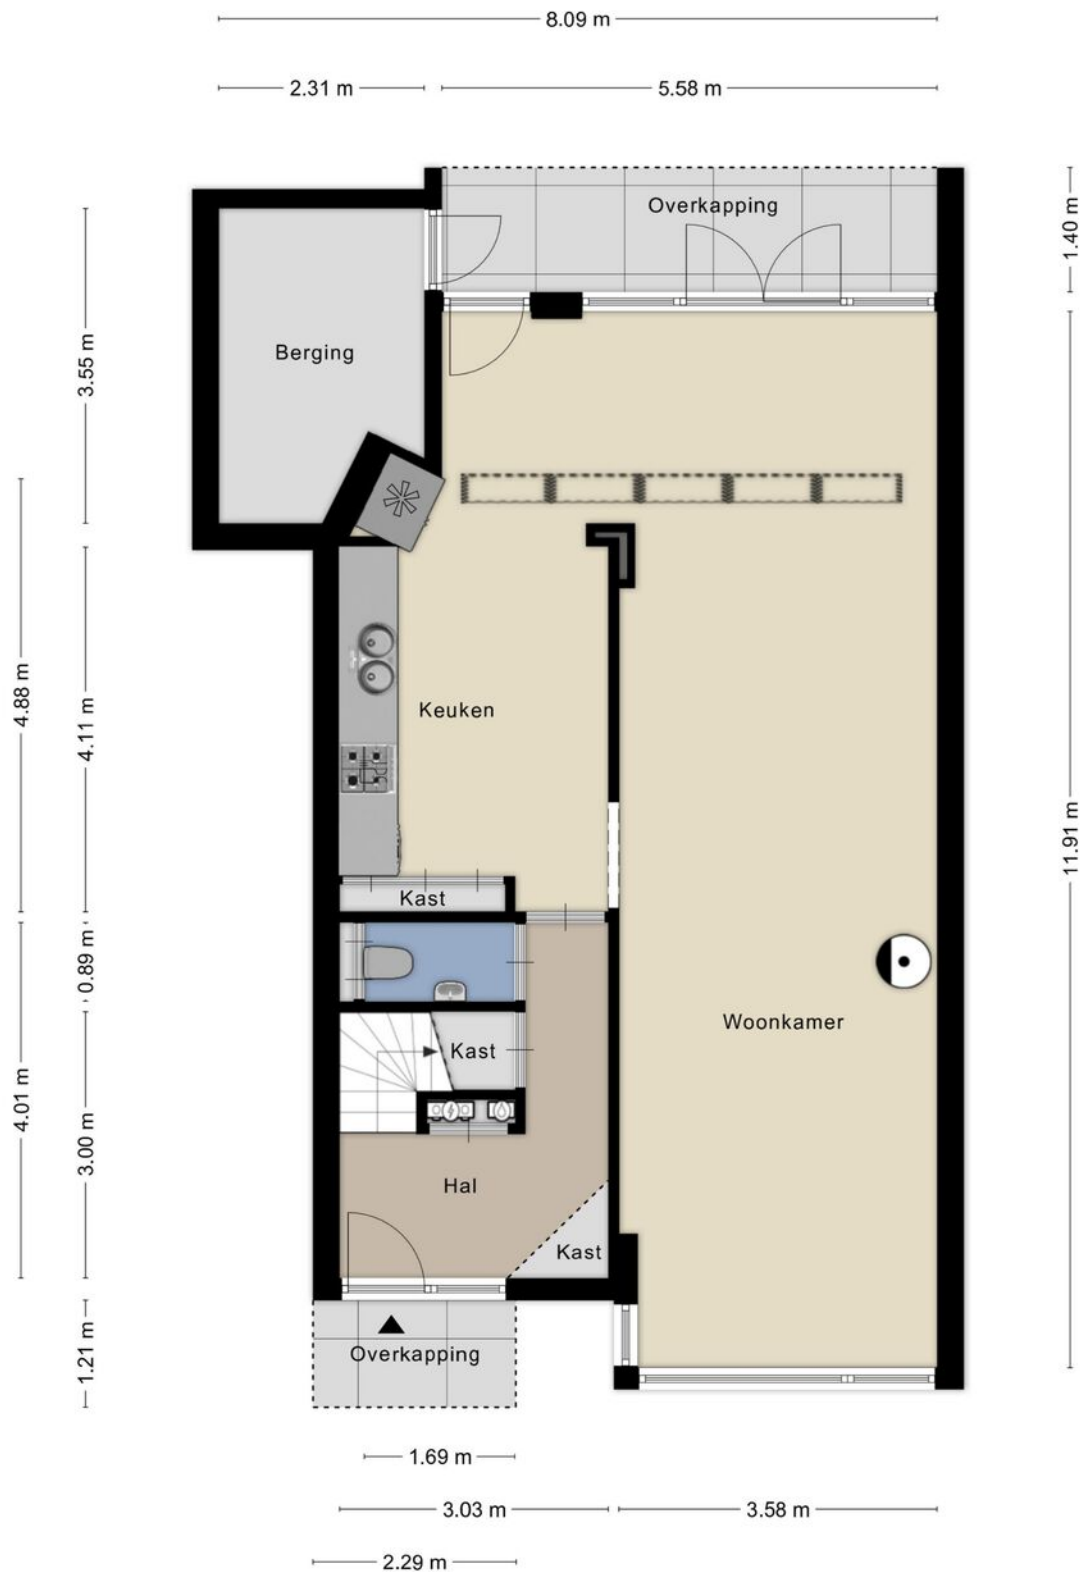 8.09 m
2.31 m
5.58 m
Overkapping
1.40 m
Berging
3.55 m
4.88 m
4.11 m
Keuken
11.91 m
Kast
0.89 m
Woonkamer
Kast
4.01 m
3.00 m
Hal
Kast
1.21 m
Overkapping
1.69 m
3.03 m
3.58 m
2.29 m